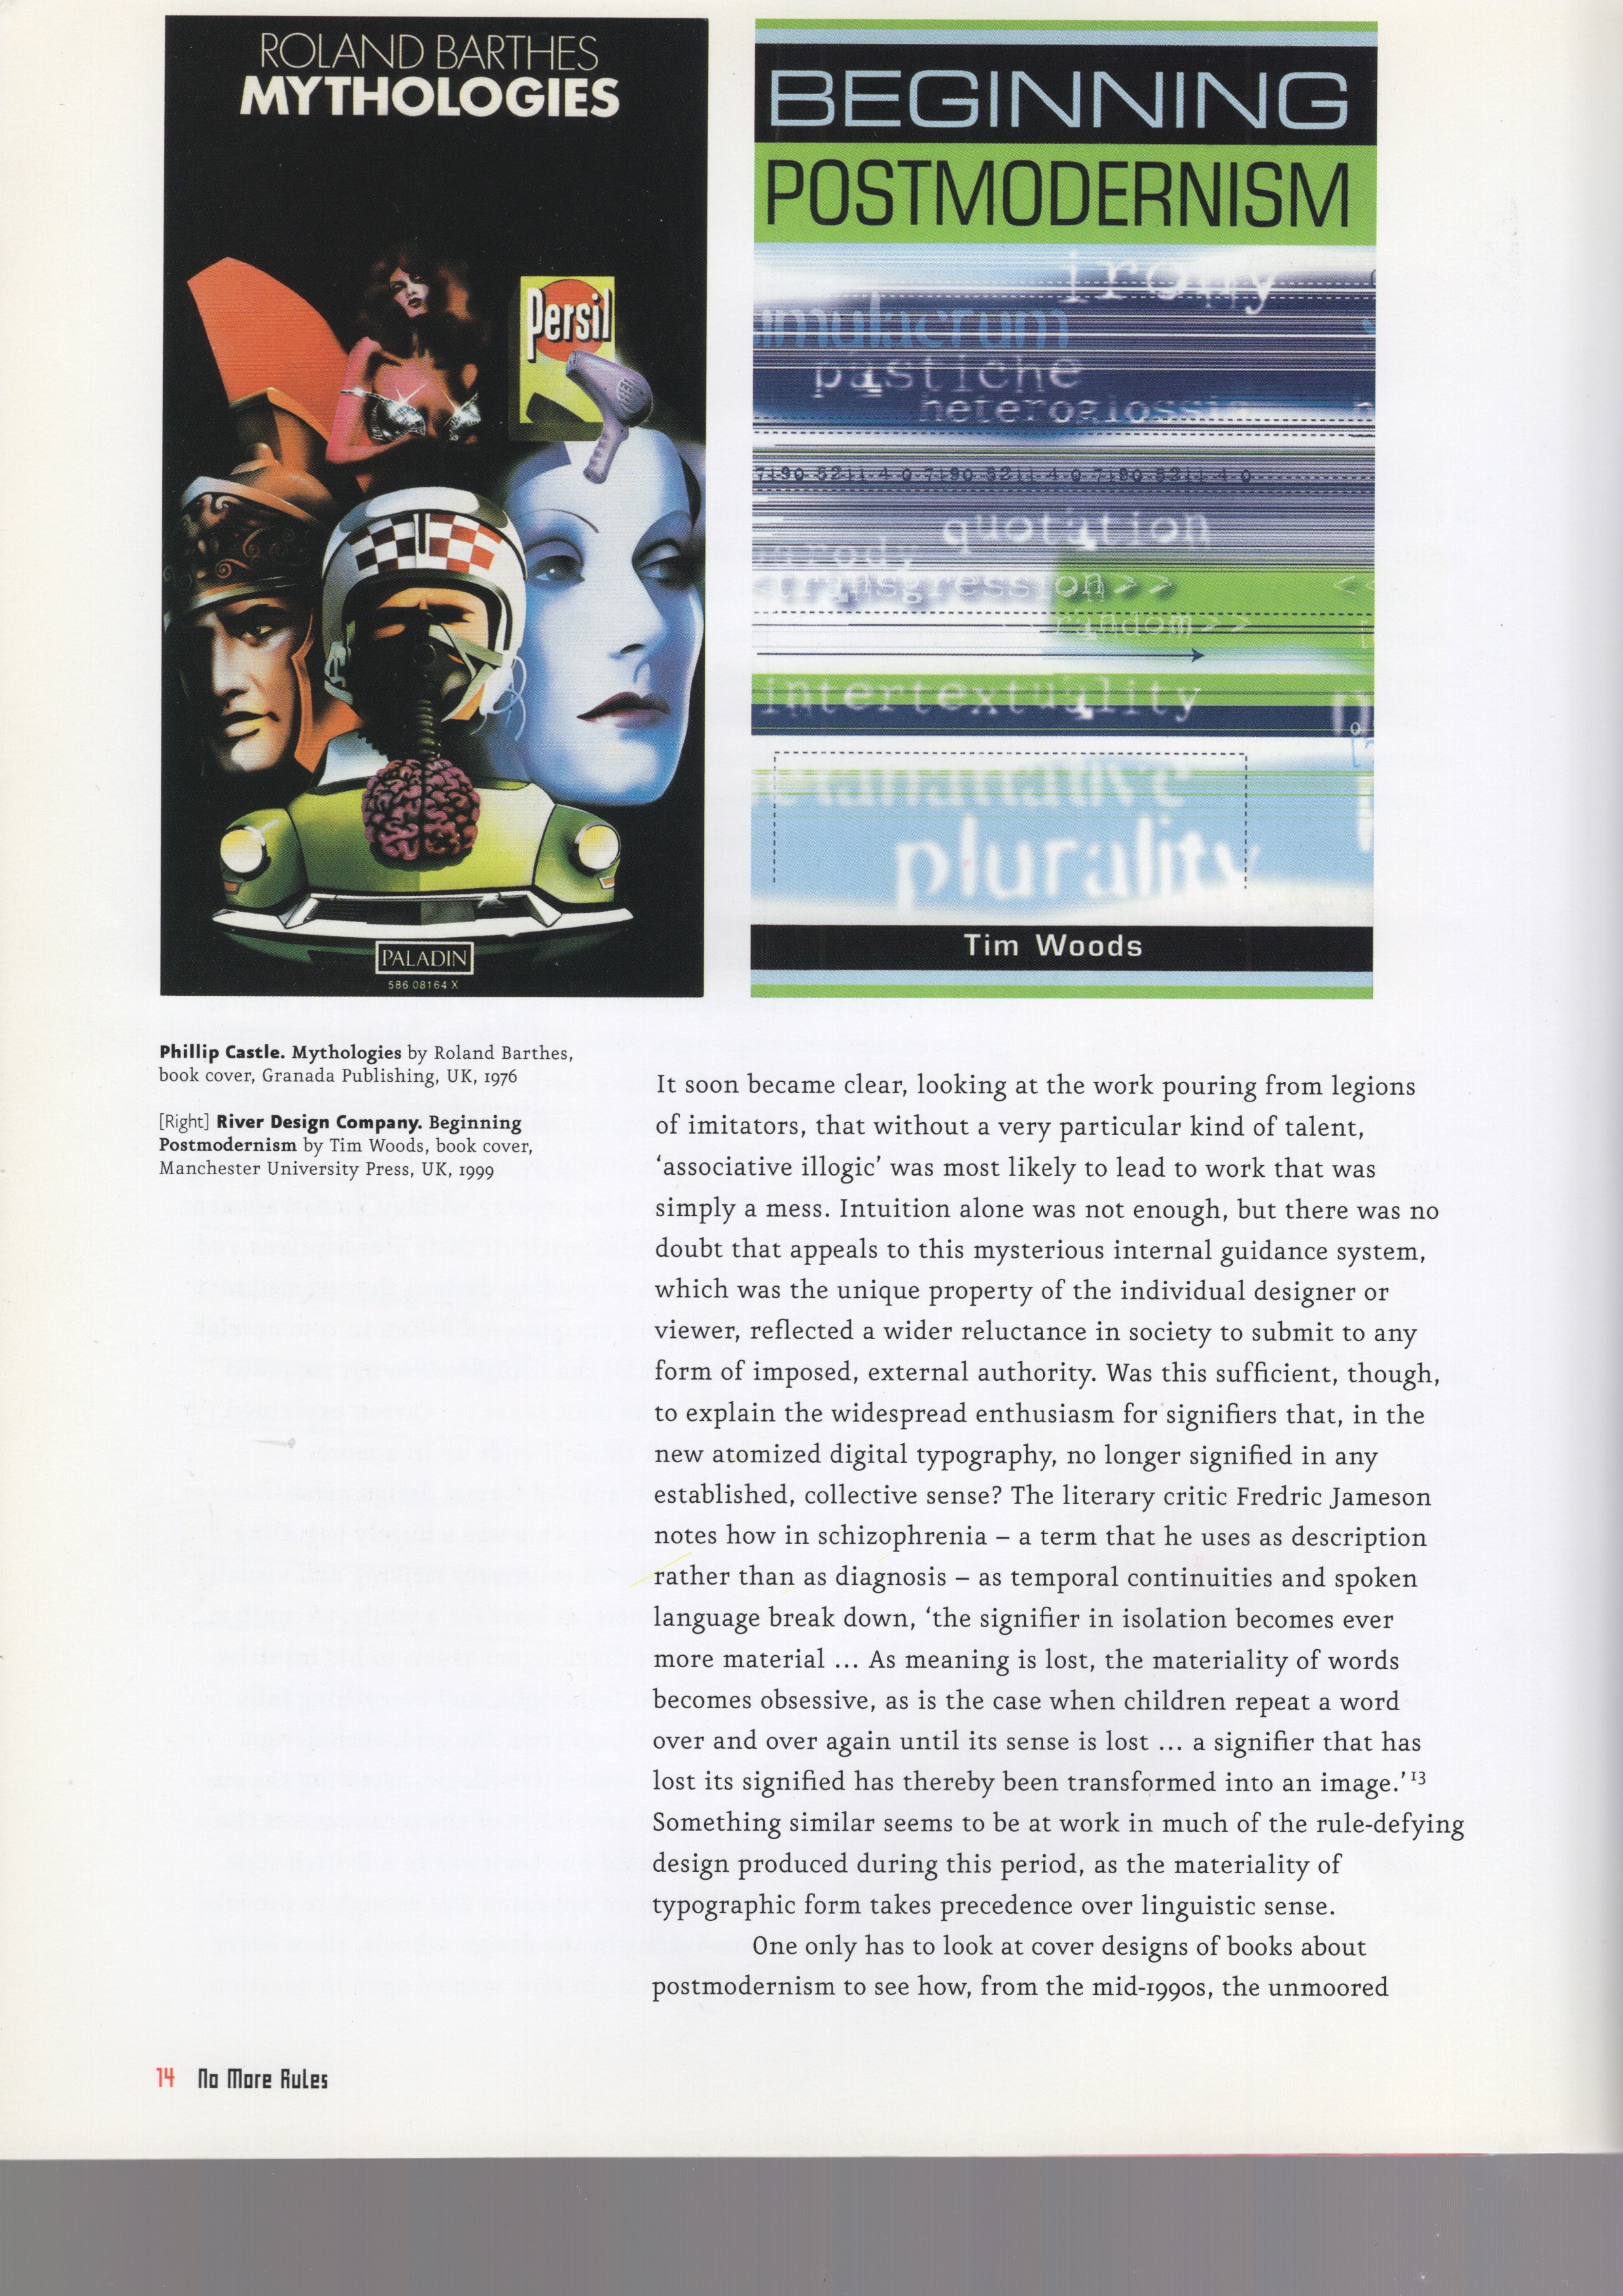 ROLAND BARTHES
MYTHOLOGIES
Persil
PALADIN
586 08164 X
BEGINNING
POSTMODERNISM
irony
pastiche
heteroglossia
7190 5211 4 0 7190 5211 4 0 7190 5211 4 0
quotation
<transgression>>
random>>
intertextuality
plurality
Tim Woods
Phillip Castle. Mythologies by Roland Barthes,
book cover, Granada Publishing, UK, 1976
[Right] River Design Company. Beginning
Postmodernism by Tim Woods, book cover,
Manchester University Press, UK, 1999
It soon became clear, looking at the work pouring from legions
of imitators, that without a very particular kind of talent,
‘associative illogic’ was most likely to lead to work that was
simply a mess. Intuition alone was not enough, but there was no
doubt that appeals to this mysterious internal guidance system,
which was the unique property of the individual designer or
viewer, reflected a wider reluctance in society to submit to any
form of imposed, external authority. Was this sufficient, though,
to explain the widespread enthusiasm for signifiers that, in the
new atomized digital typography, no longer signified in any
established, collective sense? The literary critic Fredric Jameson
notes how in schizophrenia – a term that he uses as description
rather than as diagnosis – as temporal continuities and spoken
language break down, ‘the signifier in isolation becomes ever
more material ... As meaning is lost, the materiality of words
becomes obsessive, as is the case when children repeat a word
over and over again until its sense is lost ... a signifier that has
lost its signified has thereby been transformed into an image.’13
Something similar seems to be at work in much of the rule-defying
design produced during this period, as the materiality of
typographic form takes precedence over linguistic sense.
One only has to look at cover designs of books about
postmodernism to see how, from the mid-1990s, the unmoored
14 No More Rules